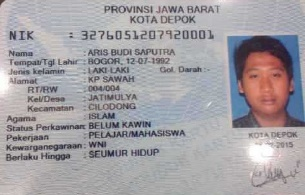 PROVINSI JAWA BARAT
KOTA DEPOK
NIK : 3276051207920001
Nama : ARIS BUDI SAPUTRA
Tempat/Tgl Lahir : BOGOR, 12-07-1992
Jenis kelamin : LAKI-LAKI Gol. Darah :-
Alamat : KP SAWAH
RT/RW : 004/004
Kel/Desa : JATIMULYA
Kecamatan : CILODONG
Agama : ISLAM
Status Perkawinan: BELUM KAWIN
Pekerjaan : PELAJAR/MAHASISWA
Kewarganegaraan: WNI
Berlaku Hingga : SEUMUR HIDUP
KOTA DEPOK
2015